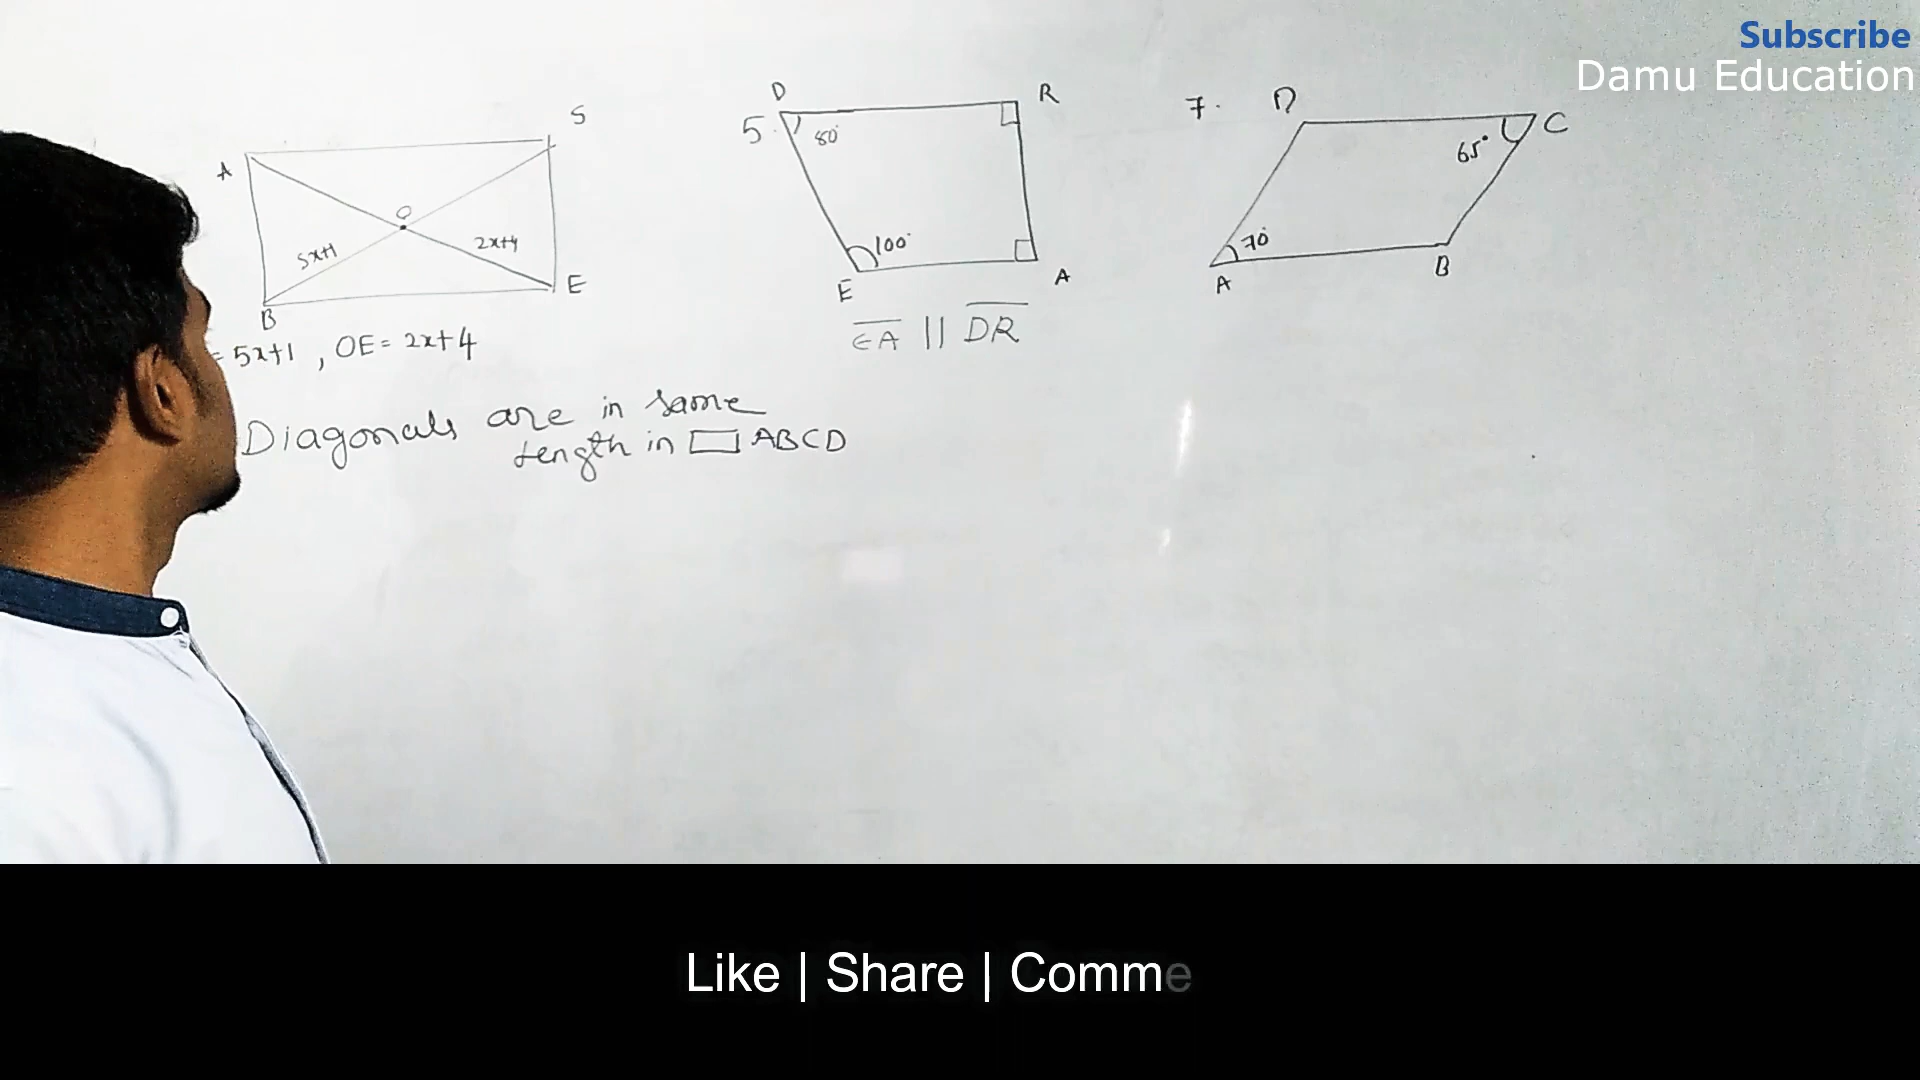 Subscribe
Damu Education
A
S
O
5x+1
2x+4
B
E
= 5x+1 , OE = 2x+4
Diagonals are in same
length in ▭ ABCD
5.
D
R
80°
100°
E
A
EA || DR
7.
D
C
65°
70°
A
B
Like | Share | Comme